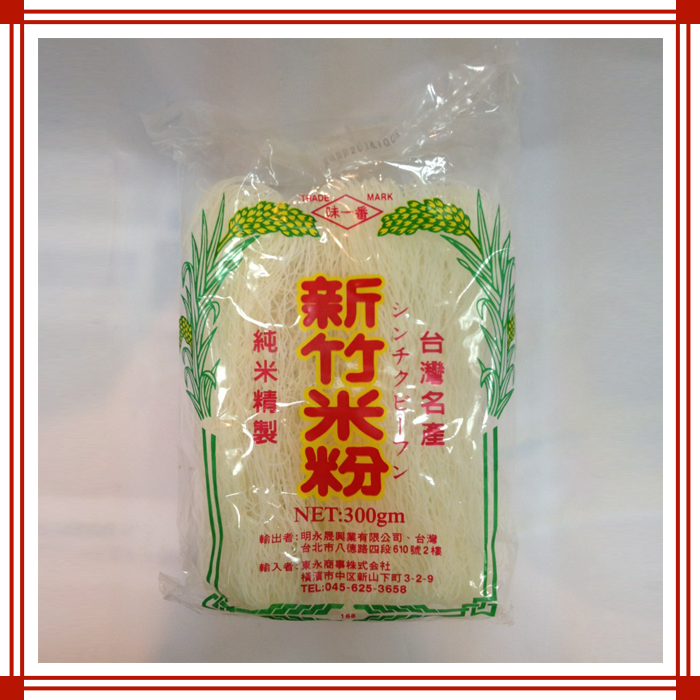 TRADE MARK
味一番
台灣名產
シンチクビーフン
新竹米粉
純米精製
NET:300gm
輸出者:明永晟興業有限公司、台灣
台北市八德路四段610號2樓
輸入者:東永商事株式会社
横濱市中区新山下町3-2-9
TEL:045-625-3658
168